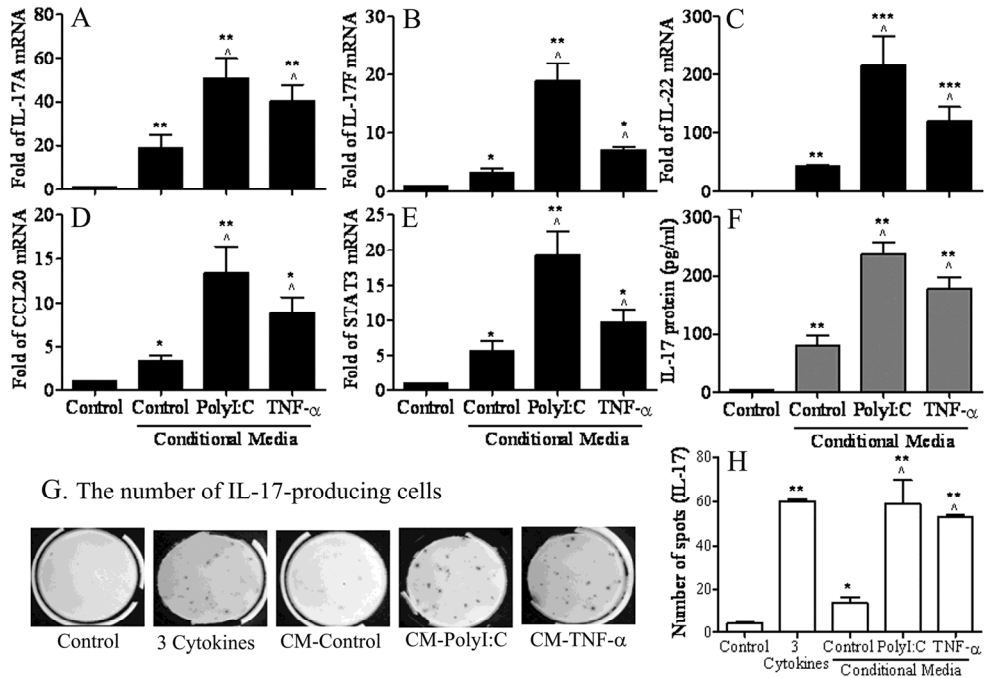 A
Fold of IL-17A mRNA
80
60
40
20
0
**
**
^
**
^
B
Fold of IL-17F mRNA
30
20
10
0
*
**
^
*
^
C
Fold of IL-22 mRNA
300
200
100
0
**
***
^
***
^
D
Fold of CCL20 mRNA
20
15
10
5
0
*
**
^
*
^
Control Control PolyI:C TNF-α
Conditional Media
E
Fold of STAT3 mRNA
25
20
15
10
5
0
*
**
^
*
^
Control Control PolyI:C TNF-α
Conditional Media
F
IL-17 protein (pg/ml)
300
200
100
0
**
**
^
**
^
Control Control PolyI:C TNF-α
Conditional Media
G. The number of IL-17-producing cells
Control 3 Cytokines CM-Control CM-PolyI:C CM-TNF-α
H
Number of spots (IL-17)
80
60
40
20
0
**
*
**
^
**
^
Control 3 Control PolyI:C TNF-α
Cytokines Conditional Media